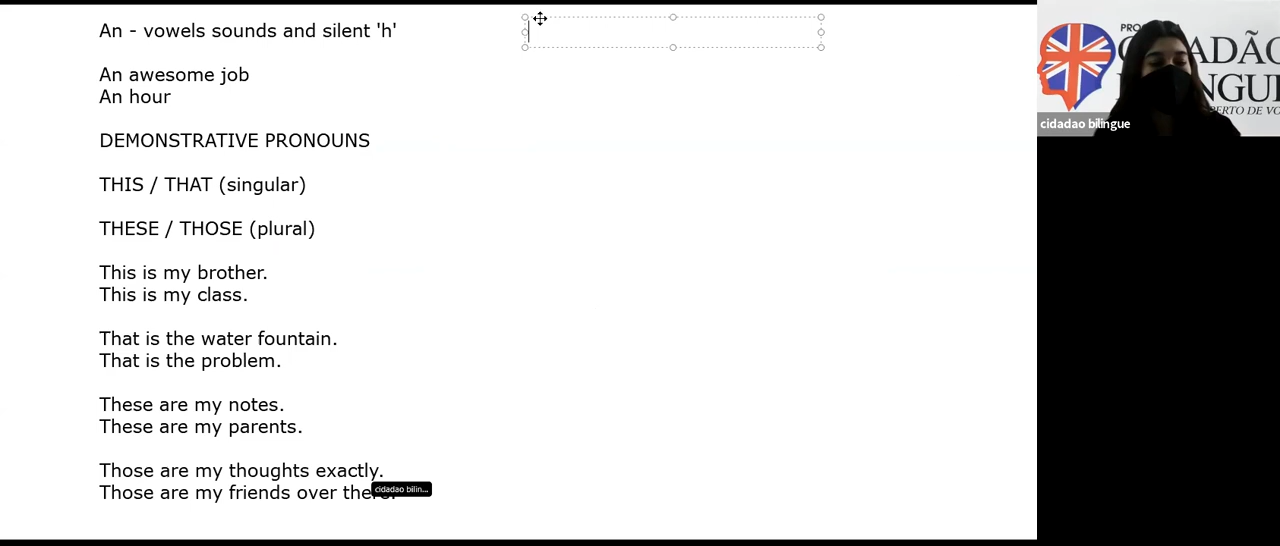 An - vowels sounds and silent 'h'
An awesome job
An hour
DEMONSTRATIVE PRONOUNS
THIS / THAT (singular)
THESE / THOSE (plural)
This is my brother.
This is my class.
That is the water fountain.
That is the problem.
These are my notes.
These are my parents.
Those are my thoughts exactly.
Those are my friends over there.
cidadao bilin...
cidadao bilingue